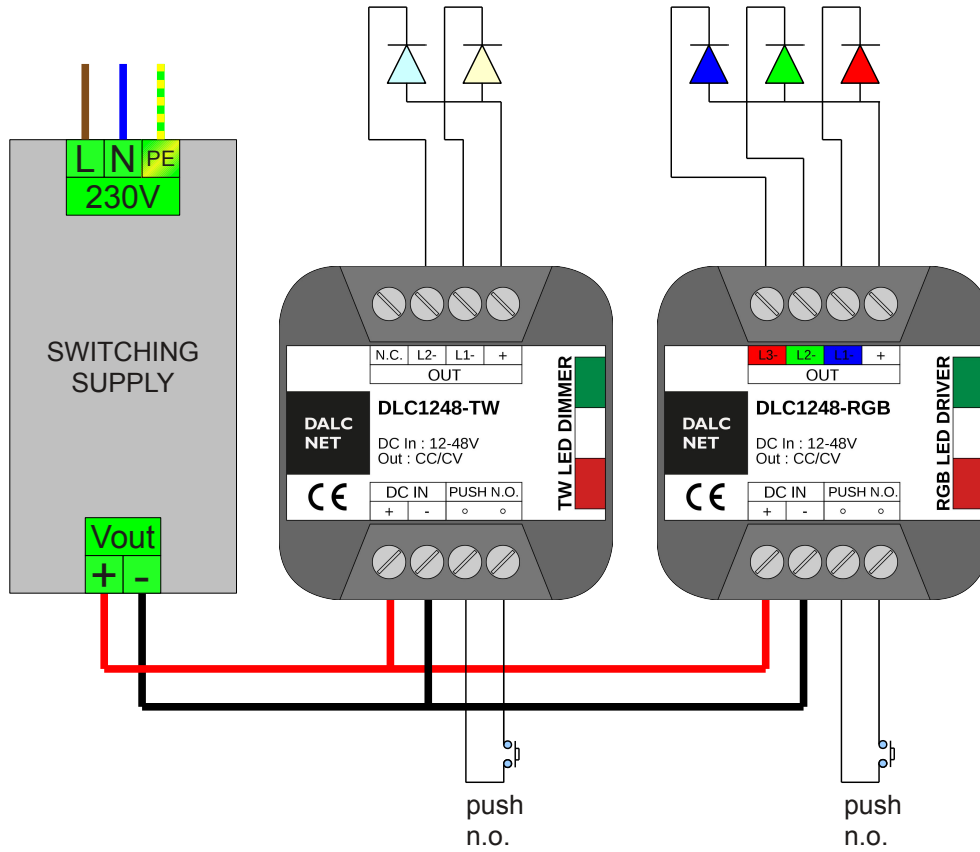 L N PE
230V
SWITCHING
SUPPLY
Vout
+ -
N.C. L2- L1- +
OUT
DLC1248-TW
DALC
NET
DC In : 12-48V
Out : CC/CV
TW LED DIMMER
CE
DC IN PUSH N.O.
+ -
push
n.o.
L3- L2- L1- +
OUT
DLC1248-RGB
DALC
NET
DC In : 12-48V
Out : CC/CV
RGB LED DRIVER
CE
DC IN PUSH N.O.
+ -
push
n.o.